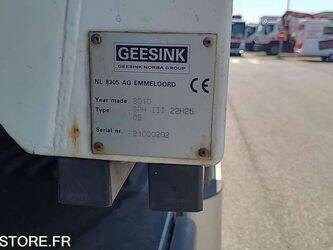 GEESINK
GEESINK NORBA GROUP
NL 8305 AG EMMELOORD CE
Year made : 2010
Type : GPM III 22H25
: 0S
Serial nr. : 21000202
STORE.FR